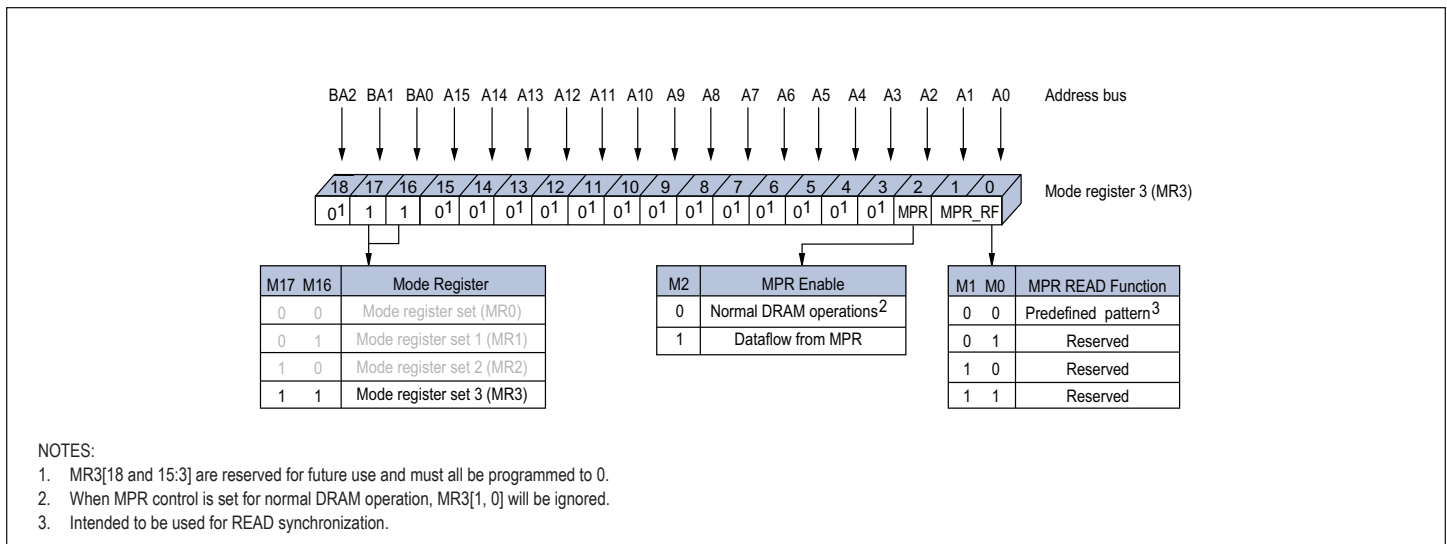 BA2 BA1 BA0 A15 A14 A13 A12 A11 A10 A9 A8 A7 A6 A5 A4 A3 A2 A1 A0 Address bus
18 17 16 15 14 13 12 11 10 9 8 7 6 5 4 3 2 1 0 Mode register 3 (MR3)
0¹ 1 1 0¹ 0¹ 0¹ 0¹ 0¹ 0¹ 0¹ 0¹ 0¹ 0¹ 0¹ 0¹ 0¹ MPR MPR_RF
M17 M16 Mode Register
0 0 Mode register set (MR0)
0 1 Mode register set 1 (MR1)
1 0 Mode register set 2 (MR2)
1 1 Mode register set 3 (MR3)
M2 MPR Enable
0 Normal DRAM operations²
1 Dataflow from MPR
M1 M0 MPR READ Function
0 0 Predefined pattern³
0 1 Reserved
1 0 Reserved
1 1 Reserved
NOTES:
1. MR3[18 and 15:3] are reserved for future use and must all be programmed to 0.
2. When MPR control is set for normal DRAM operation, MR3[1, 0] will be ignored.
3. Intended to be used for READ synchronization.